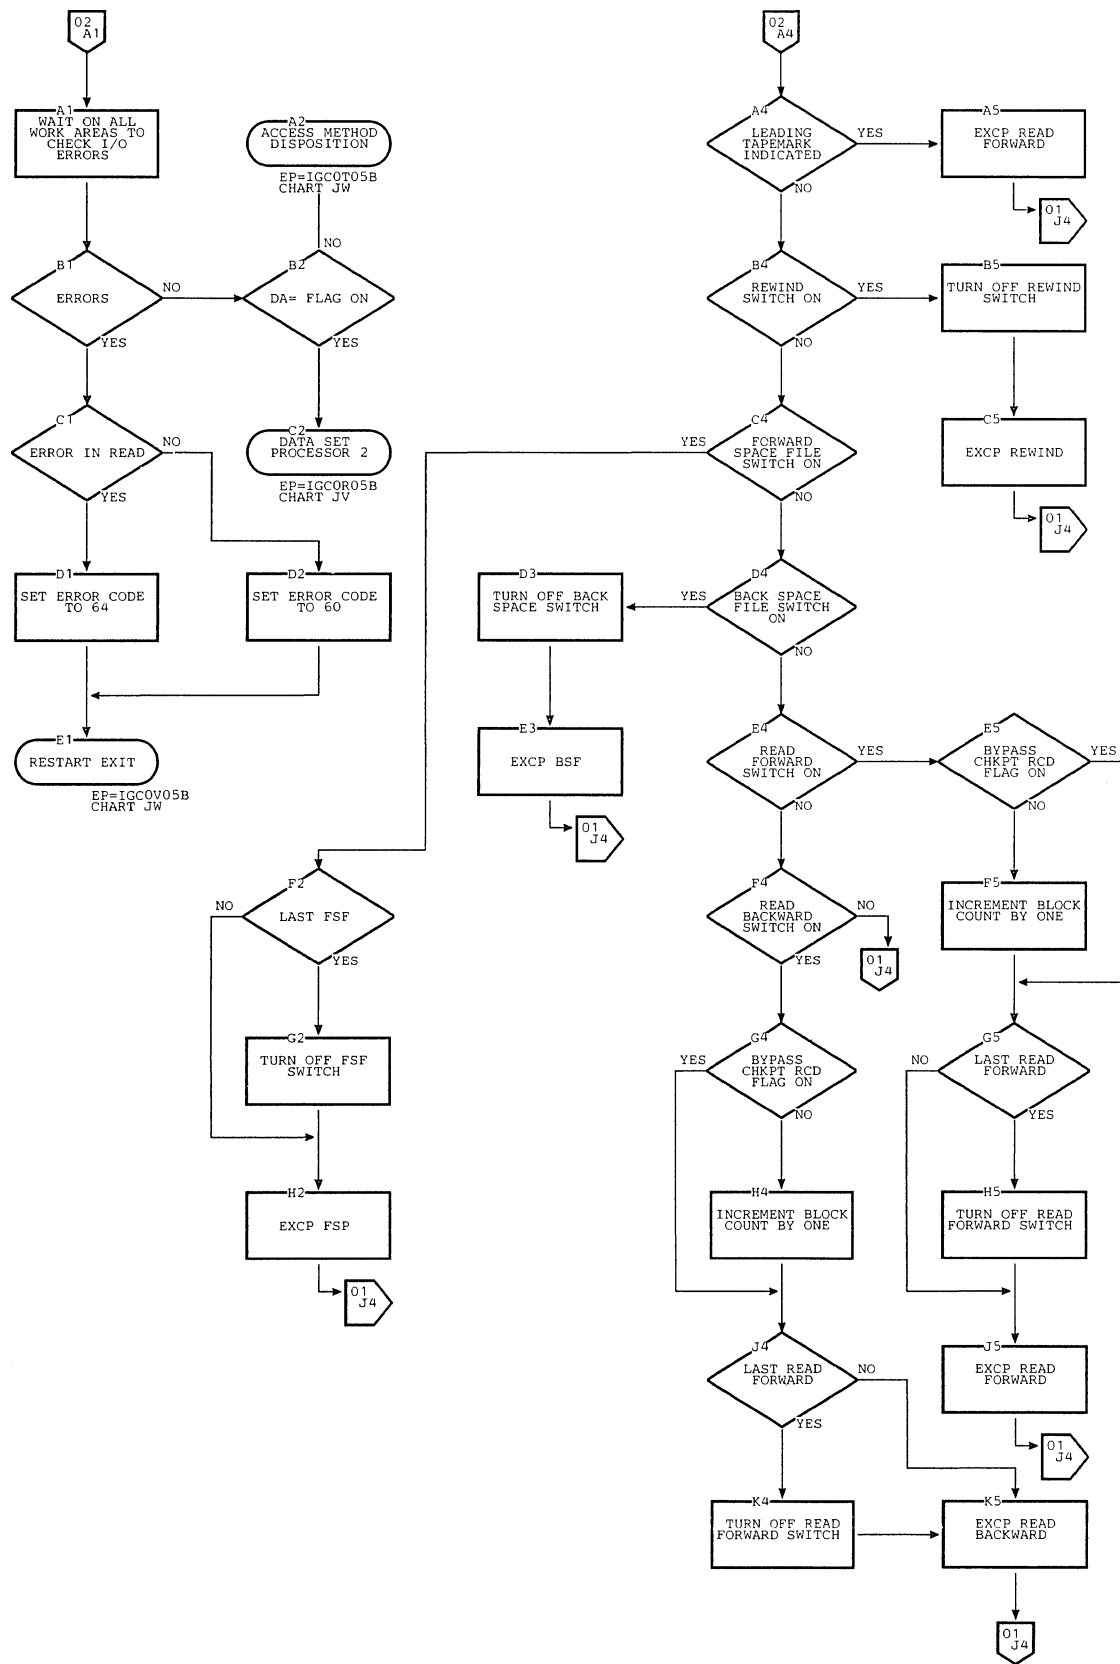 02
A1
A1
WAIT ON ALL
WORK AREAS TO
CHECK I/O
ERRORS
A2
ACCESS METHOD
DISPOSITION
EP=IGC0T05B
CHART JW
NO
B1
ERRORS
NO
YES
B2
DA= FLAG ON
YES
C1
ERROR IN READ
NO
YES
C2
DATA SET
PROCESSOR 2
EP=IGC0R05B
CHART JV
D1
SET ERROR CODE
TO 64
D2
SET ERROR CODE
TO 60
E1
RESTART EXIT
EP=IGC0V05B
CHART JW
02
A4
A4
LEADING
TAPEMARK
INDICATED
YES
NO
A5
EXCP READ
FORWARD
01
J4
B4
REWIND
SWITCH ON
YES
NO
B5
TURN OFF REWIND
SWITCH
C4
FORWARD
SPACE FILE
SWITCH ON
YES
NO
C5
EXCP REWIND
01
J4
D3
TURN OFF BACK
SPACE SWITCH
D4
BACK SPACE
FILE SWITCH
ON
YES
NO
E3
EXCP BSF
01
J4
E4
READ
FORWARD
SWITCH ON
YES
NO
E5
BYPASS
CHKPT RCD
FLAG ON
YES
NO
F2
LAST FSF
NO
YES
F4
READ
BACKWARD
SWITCH ON
NO
YES
01
J4
F5
INCREMENT BLOCK
COUNT BY ONE
G2
TURN OFF FSF
SWITCH
G4
BYPASS
CHKPT RCD
FLAG ON
YES
NO
G5
LAST READ
FORWARD
NO
YES
H2
EXCP FSP
01
J4
H4
INCREMENT BLOCK
COUNT BY ONE
H5
TURN OFF READ
FORWARD SWITCH
J4
LAST READ
FORWARD
NO
YES
J5
EXCP READ
FORWARD
01
J4
K4
TURN OFF READ
FORWARD SWITCH
K5
EXCP READ
BACKWARD
01
J4